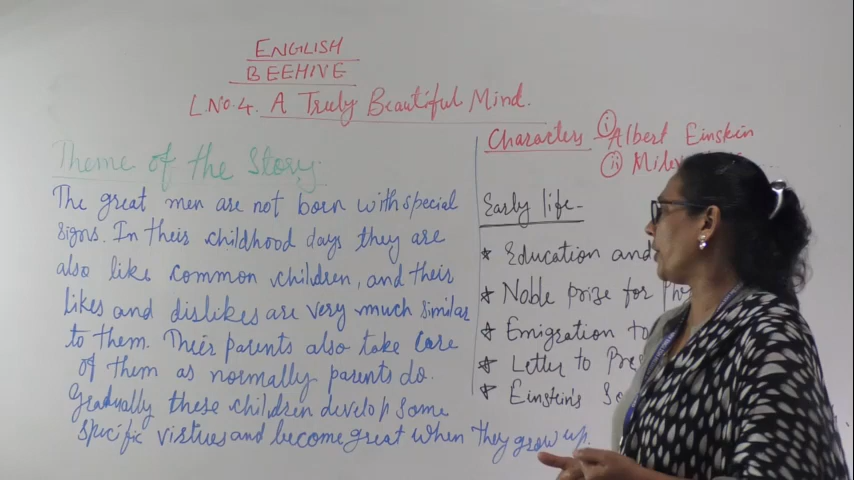 ENGLISH
BEEHIVE
L.No.4. A Truly Beautiful Mind.
Theme of the Story.
The great men are not born with special
signs. In their childhood days they are
also like common children, and their
likes and dislikes are very much similar
to them. Their parents also take care
of them as normally parents do.
Gradually these children develop some
specific virtues and become great when they grow up.
Characters - (i) Albert Einstein
(ii)
Early life-
* Education and
* Noble prize for
* Emigration to
* Letter to
* Einstein's